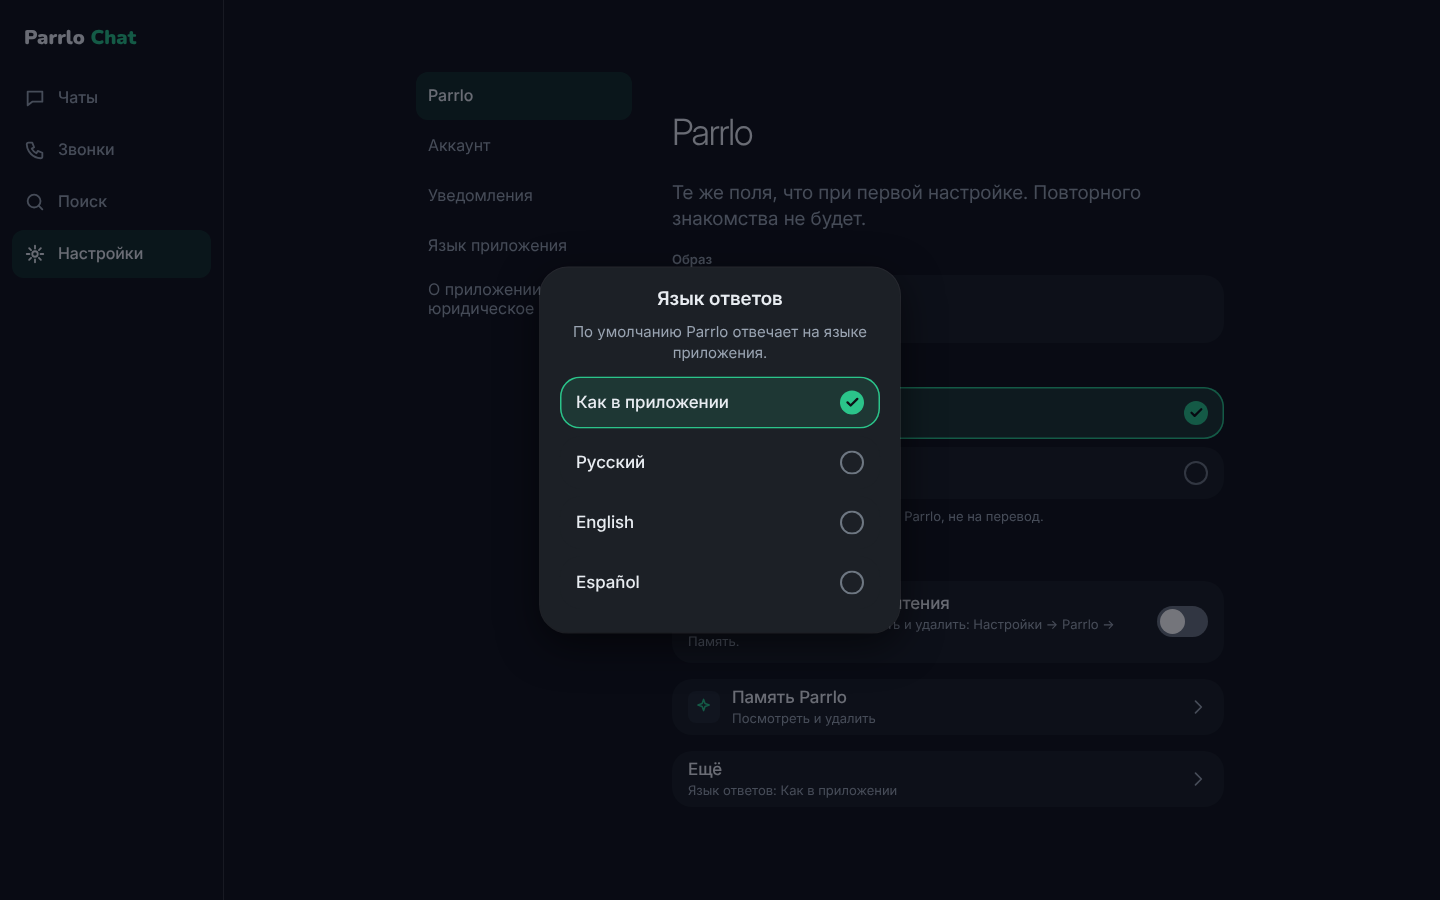 Parrlo Chat
Чаты
Звонки
Поиск
Настройки
Parrlo
Аккаунт
Уведомления
Язык приложения
О приложении
юридическое
Parrlo
Те же поля, что при первой настройке. Повторного
знакомства не будет.
Образ
Язык ответов
По умолчанию Parrlo отвечает на языке
приложения.
Как в приложении
Русский
English
Español
Parrlo, не на перевод.
и удалить: Настройки → Parrlo →
Память.
Память Parrlo
Посмотреть и удалить
Ещё
Язык ответов: Как в приложении